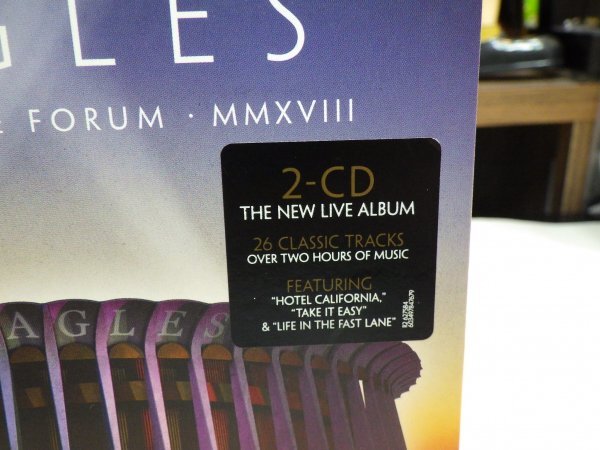 GLES
FORUM · MMXVIII
2-CD
THE NEW LIVE ALBUM
26 CLASSIC TRACKS
OVER TWO HOURS OF MUSIC
FEATURING
"HOTEL CALIFORNIA,"
"TAKE IT EASY"
& "LIFE IN THE FAST LANE"
AGLES